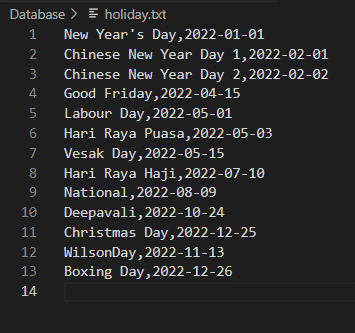 Database > holiday.txt
1 New Year's Day,2022-01-01
2 Chinese New Year Day 1,2022-02-01
3 Chinese New Year Day 2,2022-02-02
4 Good Friday,2022-04-15
5 Labour Day,2022-05-01
6 Hari Raya Puasa,2022-05-03
7 Vesak Day,2022-05-15
8 Hari Raya Haji,2022-07-10
9 National,2022-08-09
10 Deepavali,2022-10-24
11 Christmas Day,2022-12-25
12 WilsonDay,2022-11-13
13 Boxing Day,2022-12-26
14